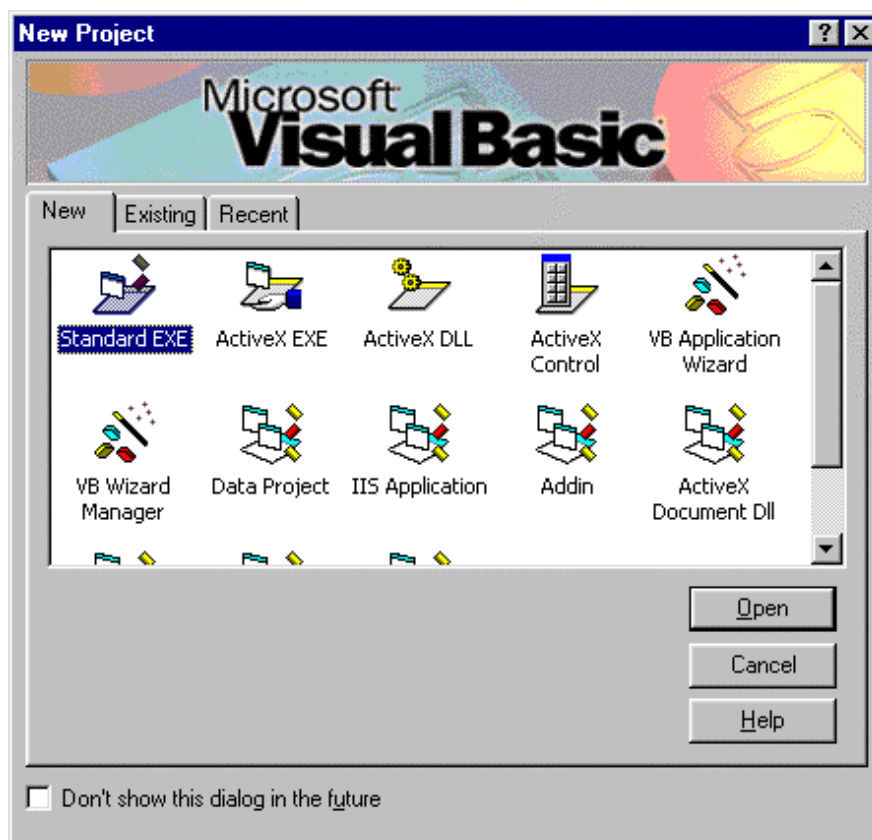 New Project
Microsoft
Visual Basic
New Existing Recent
Standard EXE ActiveX EXE ActiveX DLL ActiveX Control VB Application Wizard
VB Wizard Manager Data Project IIS Application Addin ActiveX Document Dll
Open
Cancel
Help
Don't show this dialog in the future